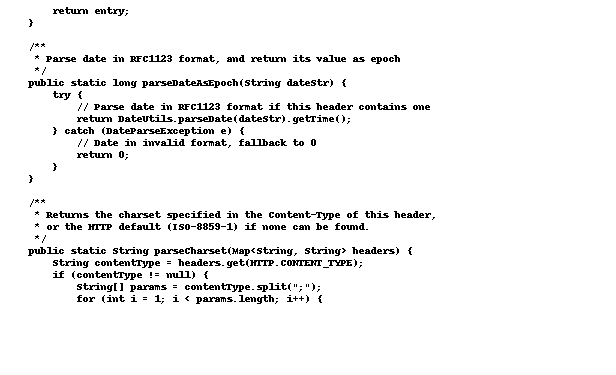 return entry;
}
/**
* Parse date in RFC1123 format, and return its value as epoch
*/
public static long parseDateAsEpoch(String dateStr) {
try {
// Parse date in RFC1123 format if this header contains one
return DateUtils.parseDate(dateStr).getTime();
} catch (DateParseException e) {
// Date in invalid format, fallback to 0
return 0;
}
}
/**
* Returns the charset specified in the Content-Type of this header,
* or the HTTP default (ISO-8859-1) if none can be found.
*/
public static String parseCharset(Map<String, String> headers) {
String contentType = headers.get(HTTP.CONTENT_TYPE);
if (contentType != null) {
String[] params = contentType.split(";");
for (int i = 1; i < params.length; i++) {